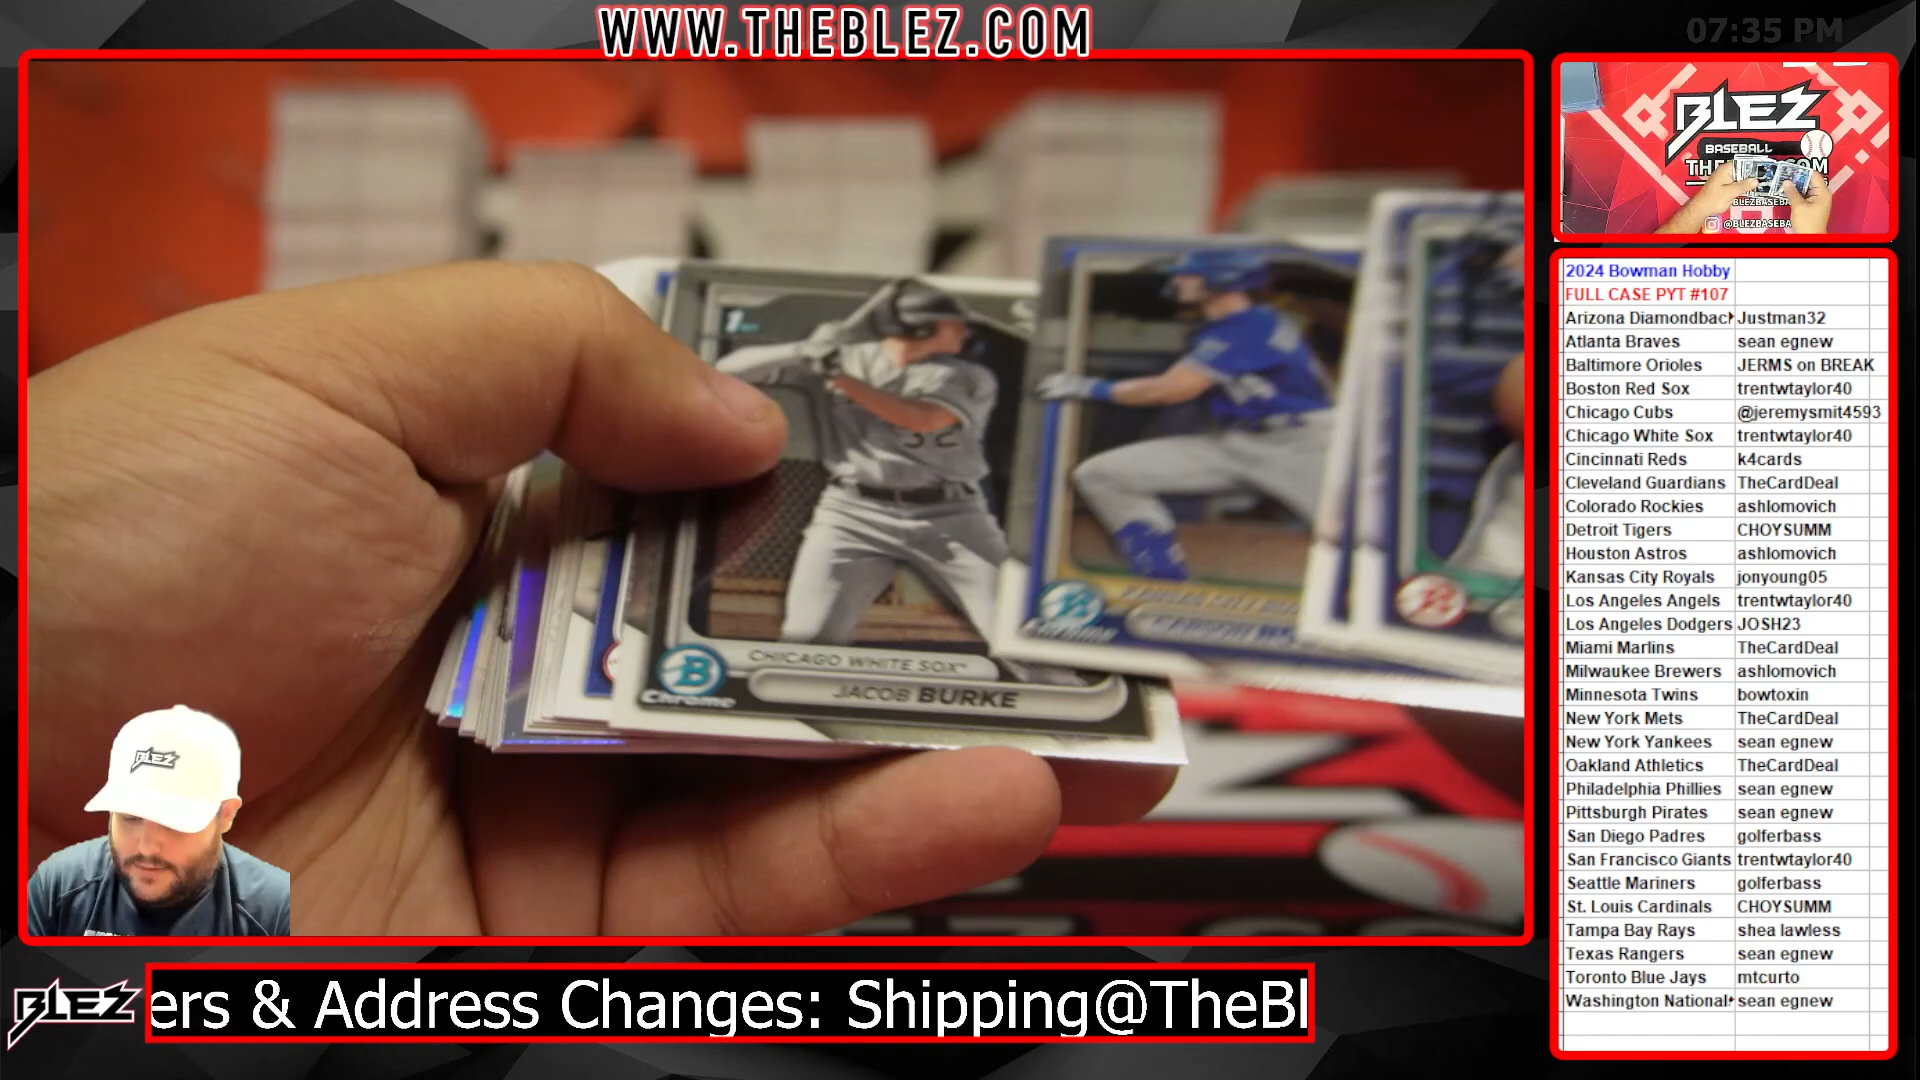 WWW.THEBLEZ.COM
07:35 PM
BLEZ
BASEBALL
@BLEZBASEBA
2024 Bowman Hobby
FULL CASE PYT #107
Arizona Diamondbac Justman32
Atlanta Braves sean egnew
Baltimore Orioles JERMS on BREAK
Boston Red Sox trentwtaylor40
Chicago Cubs @jeremysmit4593
Chicago White Sox trentwtaylor40
Cincinnati Reds k4cards
Cleveland Guardians TheCardDeal
Colorado Rockies ashlomovich
Detroit Tigers CHOYSUMM
Houston Astros ashlomovich
Kansas City Royals jonyoung05
Los Angeles Angels trentwtaylor40
Los Angeles Dodgers JOSH23
Miami Marlins TheCardDeal
Milwaukee Brewers ashlomovich
Minnesota Twins bowtoxin
New York Mets TheCardDeal
New York Yankees sean egnew
Oakland Athletics TheCardDeal
Philadelphia Phillies sean egnew
Pittsburgh Pirates sean egnew
San Diego Padres golferbass
San Francisco Giants trentwtaylor40
Seattle Mariners golferbass
St. Louis Cardinals CHOYSUMM
Tampa Bay Rays shea lawless
Texas Rangers sean egnew
Toronto Blue Jays mtcurto
Washington National sean egnew
1st
B
Chrome
CHICAGO WHITE SOX
JACOB BURKE
BLEZ
BLEZ
ers & Address Changes: Shipping@TheBl